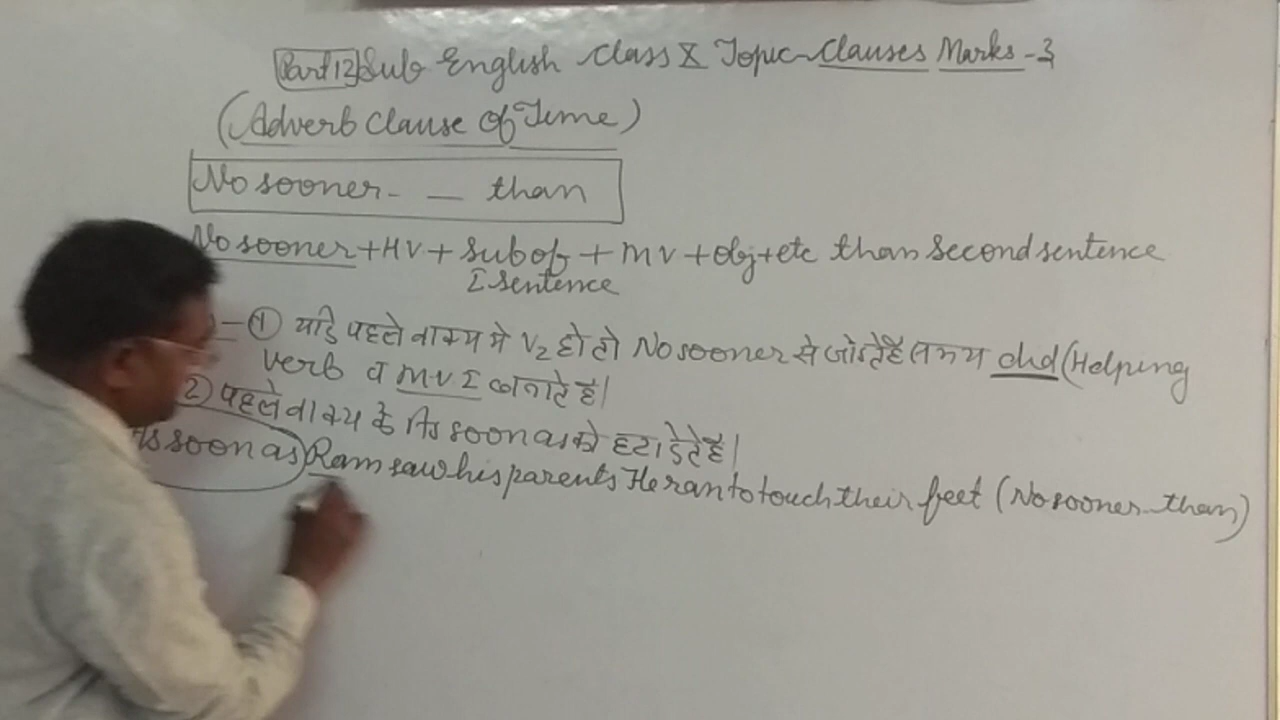 Part 12 Sub English Class X Topic-Clauses Marks-3
(Adverb Clause Of Time)
No sooner - — than
No sooner + HV + Sub of + mv + obj + etc than Second sentence
I sentence
① यदि पहले वाक्य मे V2 हो तो No sooner से जोडते है समय did (Helping
verb व m.v I लगाते है।
2) पहले वाक्य के As soon as को हटा देते है।
As soon as Ram saw his parents He ran to touch their feet (No sooner - than)